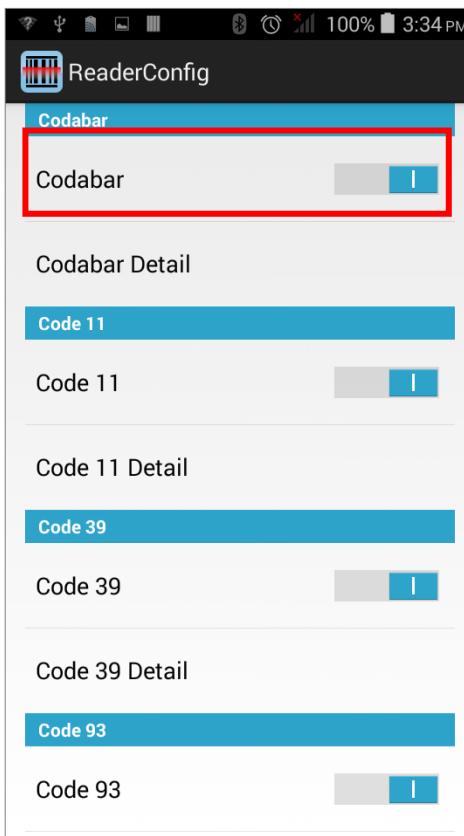 100% 3:34 PM
ReaderConfig
Codabar
Codabar
Codabar Detail
Code 11
Code 11
Code 11 Detail
Code 39
Code 39
Code 39 Detail
Code 93
Code 93